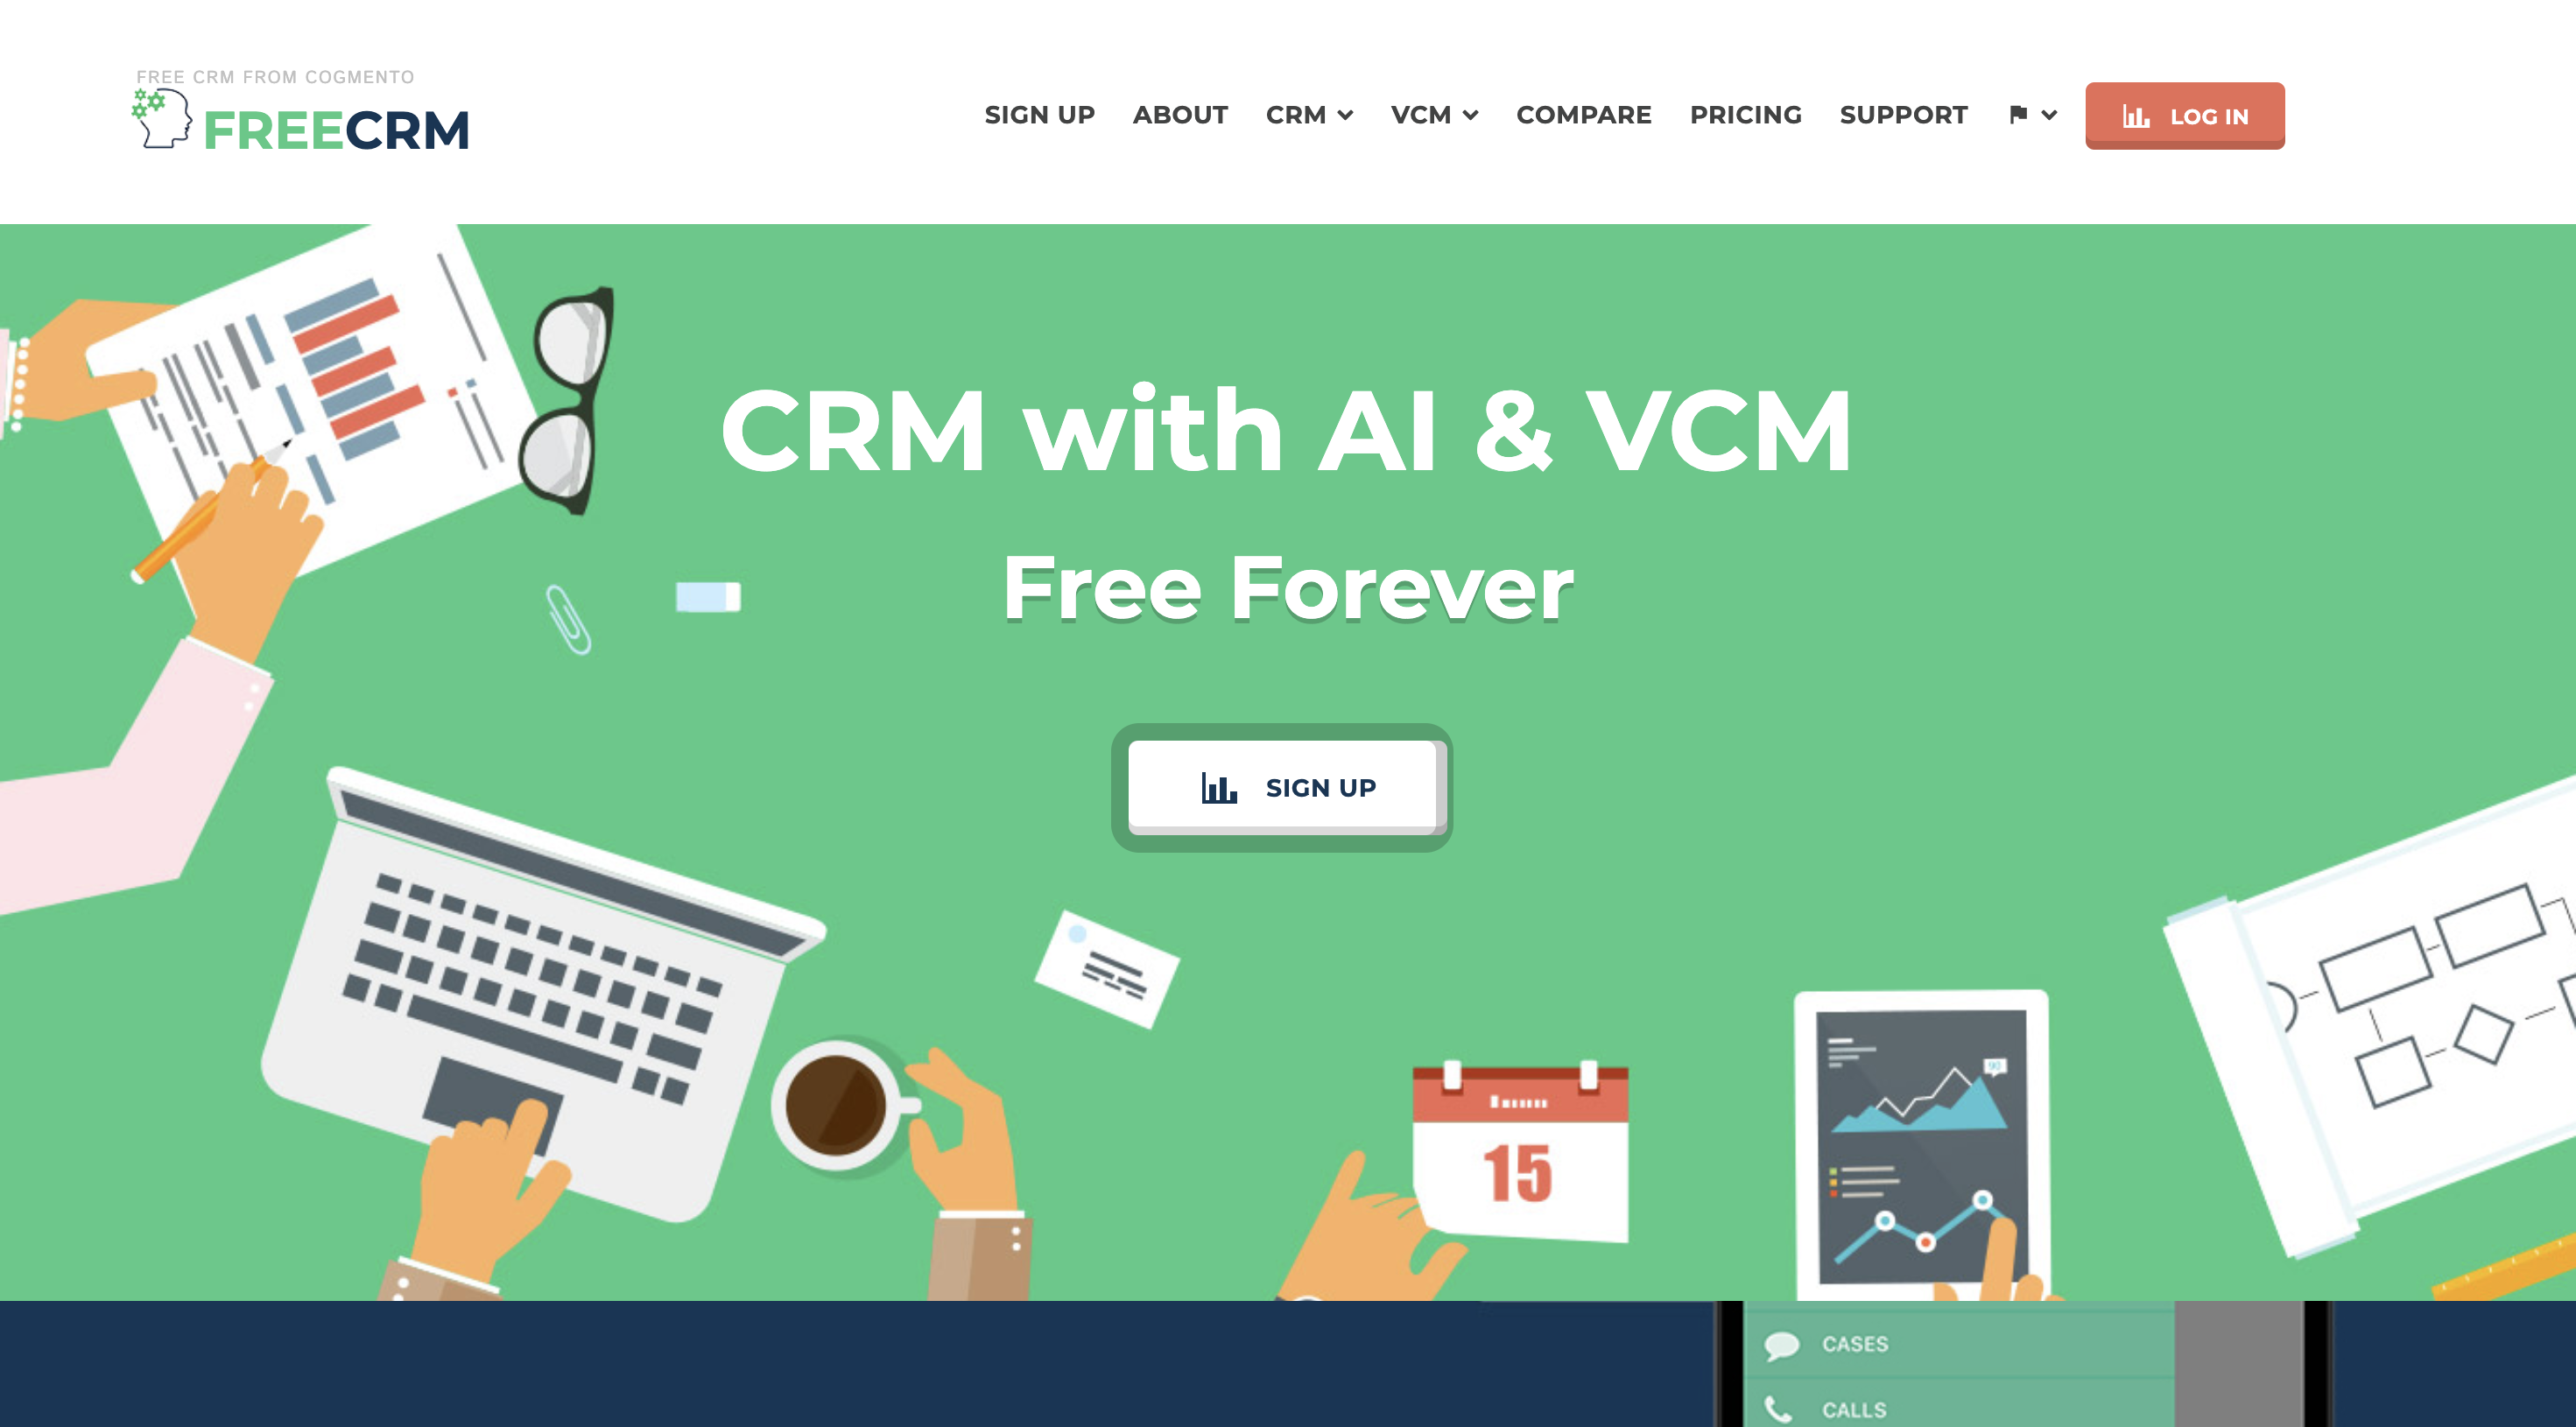 FREE CRM FROM COGMENTO
FREECRM
SIGN UP ABOUT CRM VCM COMPARE PRICING SUPPORT LOG IN
CRM with AI & VCM
Free Forever
SIGN UP
90
15
CASES
CALLS